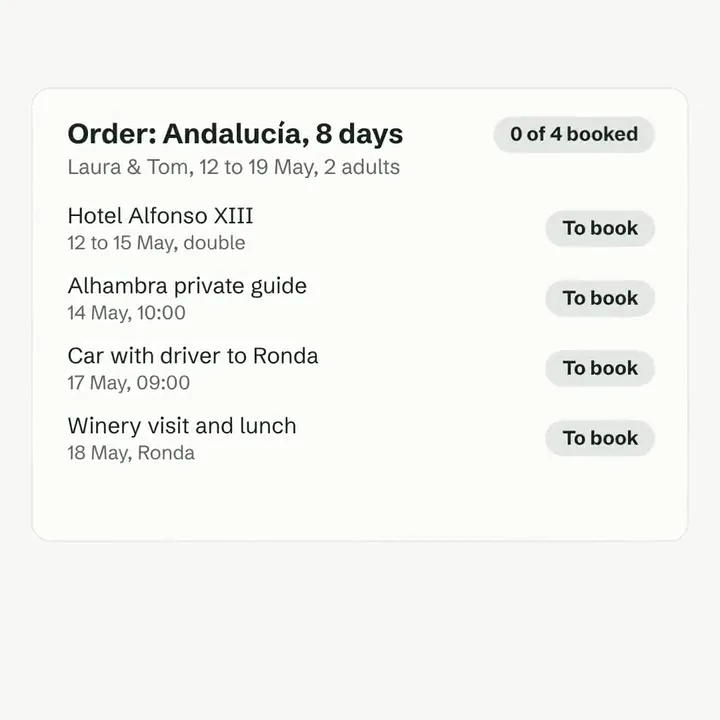 Order: Andalucía, 8 days
0 of 4 booked
Laura & Tom, 12 to 19 May, 2 adults
Hotel Alfonso XIII
12 to 15 May, double
To book
Alhambra private guide
14 May, 10:00
To book
Car with driver to Ronda
17 May, 09:00
To book
Winery visit and lunch
18 May, Ronda
To book